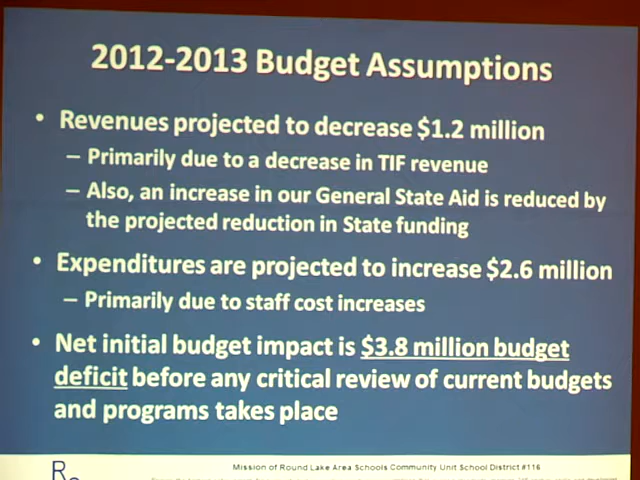 2012-2013 Budget Assumptions
• Revenues projected to decrease $1.2 million
– Primarily due to a decrease in TIF revenue
– Also, an increase in our General State Aid is reduced by
the projected reduction in State funding
• Expenditures are projected to increase $2.6 million
– Primarily due to staff cost increases
• Net initial budget impact is $3.8 million budget
deficit before any critical review of current budgets
and programs takes place
R
Mission of Round Lake Area Schools Community Unit School District #116